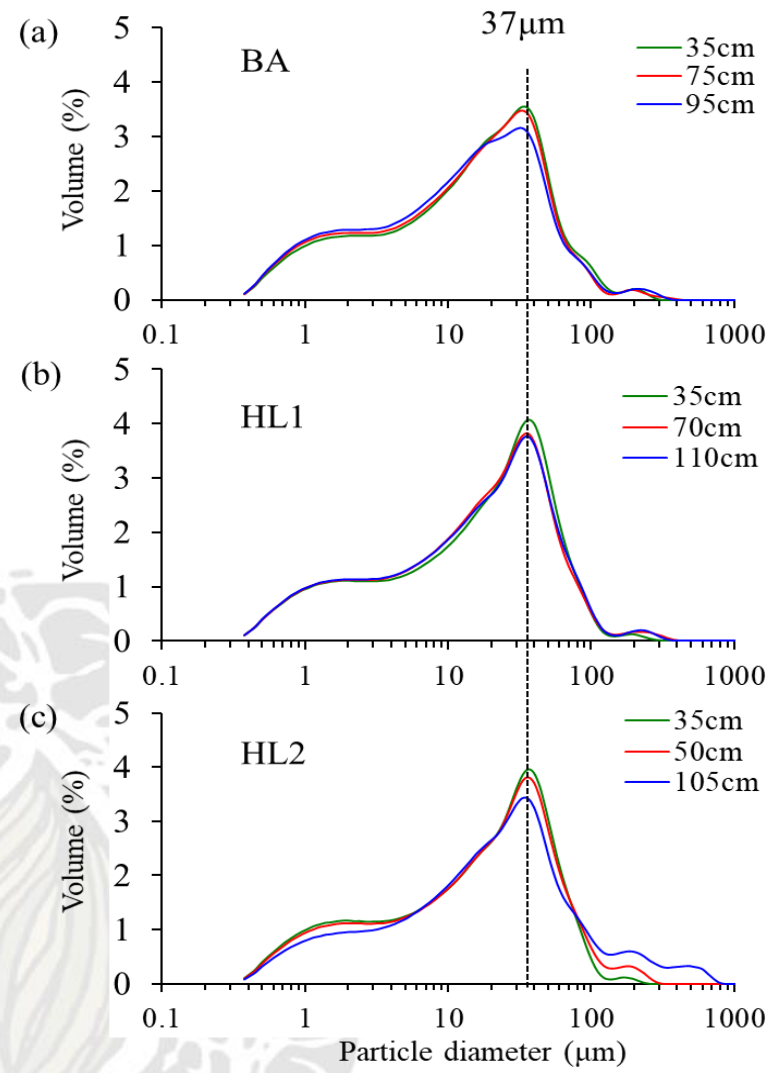 (a)
BA
37μm
35cm
75cm
95cm
Volume (%)
5
4
3
2
1
0
0.1 1 10 100 1000
(b)
HL1
35cm
70cm
110cm
Volume (%)
5
4
3
2
1
0
0.1 1 10 100 1000
(c)
HL2
35cm
50cm
105cm
Volume (%)
5
4
3
2
1
0
0.1 1 10 100 1000
Particle diameter (μm)